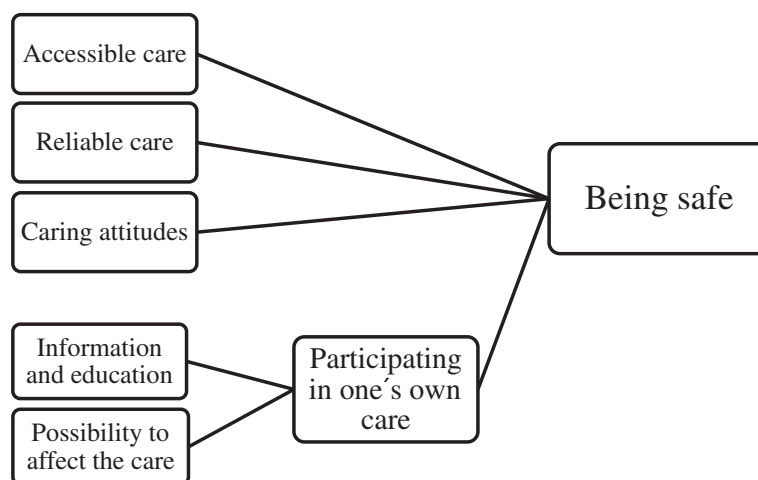 Accessible care
Reliable care
Caring attitudes
Being safe
Information
and education
Possibility to
affect the care
Participating
in one´s own
care